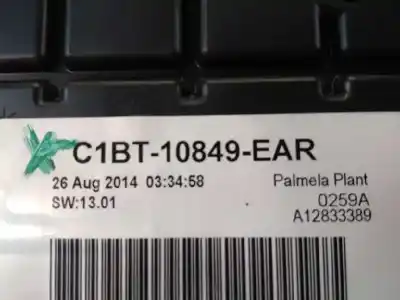 C1BT-10849-EAR
26 Aug 2014 03:34:58 Palmela Plant
SW:13.01 0259A
A12833389